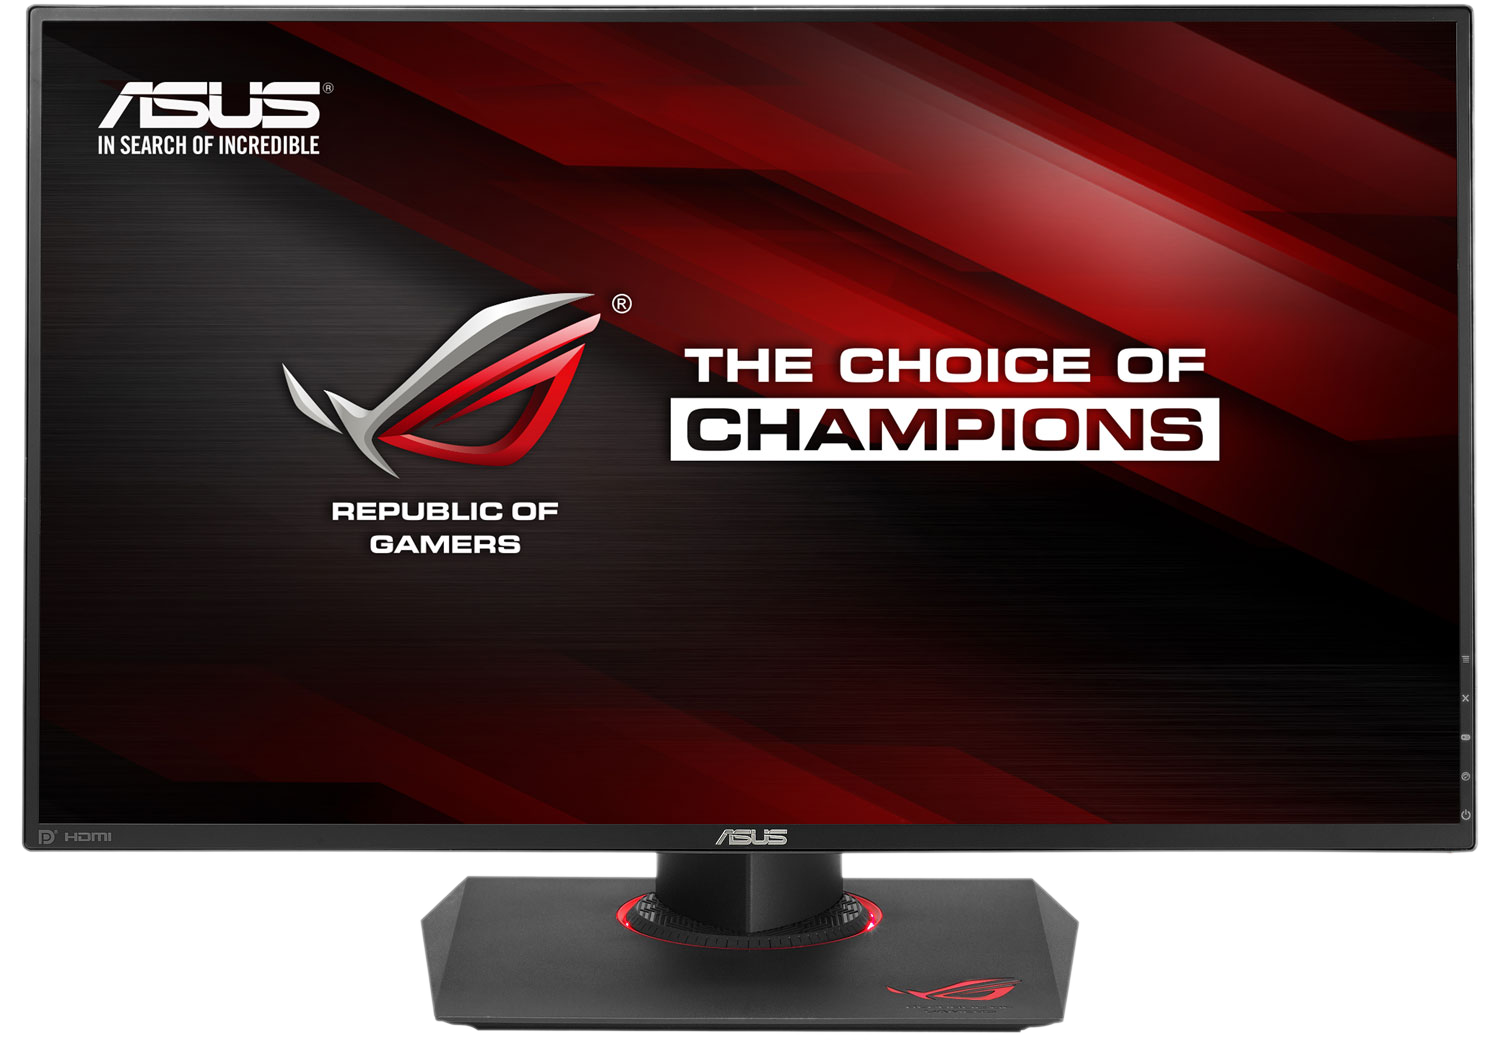 ASUS®
IN SEARCH OF INCREDIBLE
®
THE CHOICE OF
CHAMPIONS
REPUBLIC OF
GAMERS
HDMI
ASUS